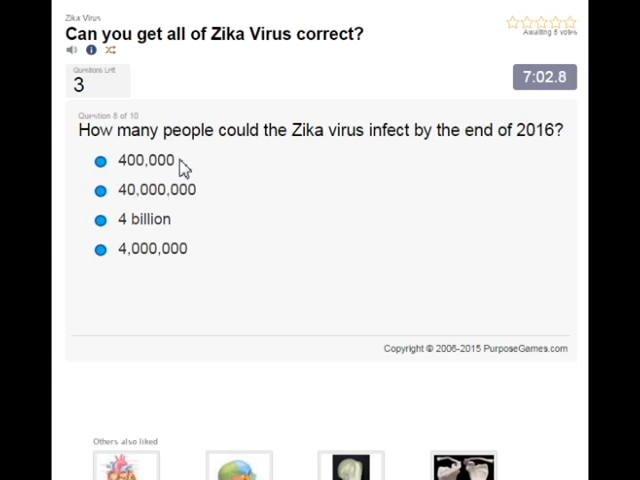 Zika Virus
Can you get all of Zika Virus correct?
Awaiting 8 votes
Questions Left
3
7:02.8
Question 8 of 10
How many people could the Zika virus infect by the end of 2016?
400,000
40,000,000
4 billion
4,000,000
Copyright © 2006-2015 PurposeGames.com
Others also liked